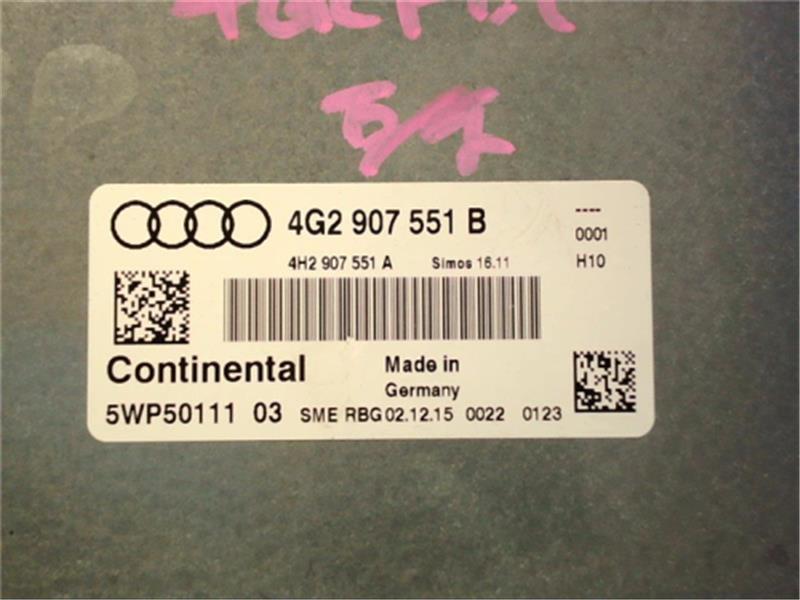 4G2 907 551 B
----
0001
4H2 907 551 A Simos 16.11
H10
Continental
Made in
Germany
5WP50111 03 SME RBG 02.12.15 0022 0123